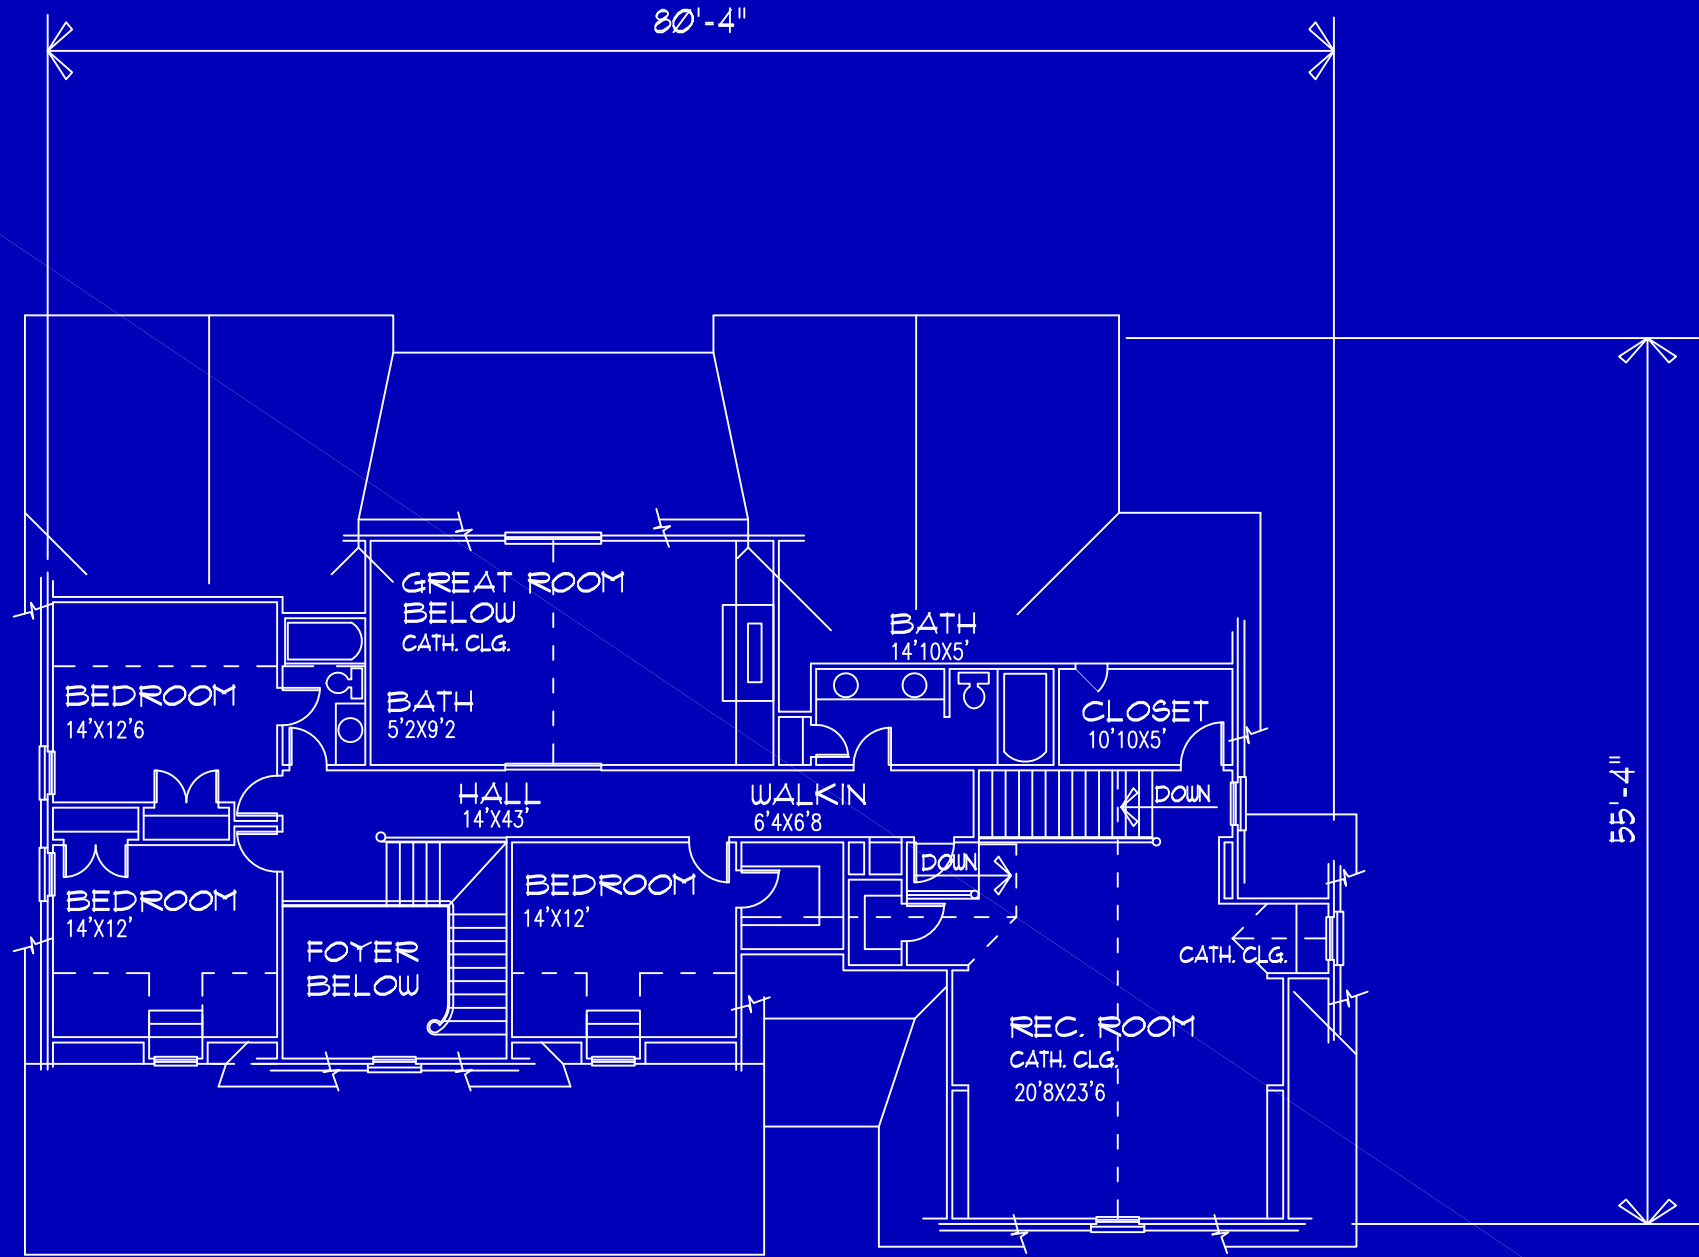 80'-4"
GREAT ROOM
BELOW
CATH. CLG.
BATH
14'10X5'
BEDROOM
14'X12'6
BATH
5'2X9'2
CLOSET
10'10X5'
HALL
14'X43'
WALKIN
6'4X6'8
DOWN
55'-4"
DOWN
BEDROOM
14'X12'
BEDROOM
14'X12'
FOYER
BELOW
CATH. CLG.
REC. ROOM
CATH. CLG.
20'8X23'6